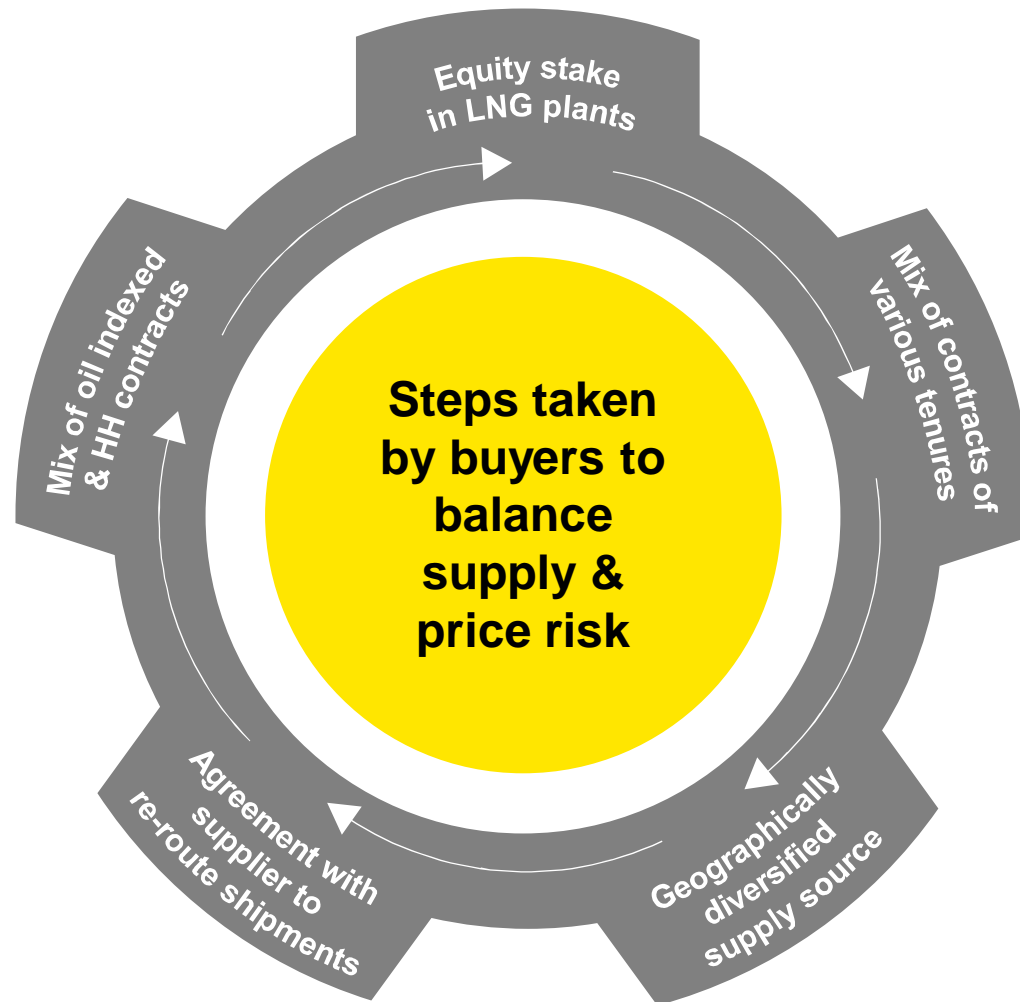 Equity stake
in LNG plants
Mix of contracts of
various tenures
Geographically
diversified
supply source
Agreement with
supplier to
re-route shipments
Mix of oil indexed
& HH contracts
Steps taken
by buyers to
balance
supply &
price risk